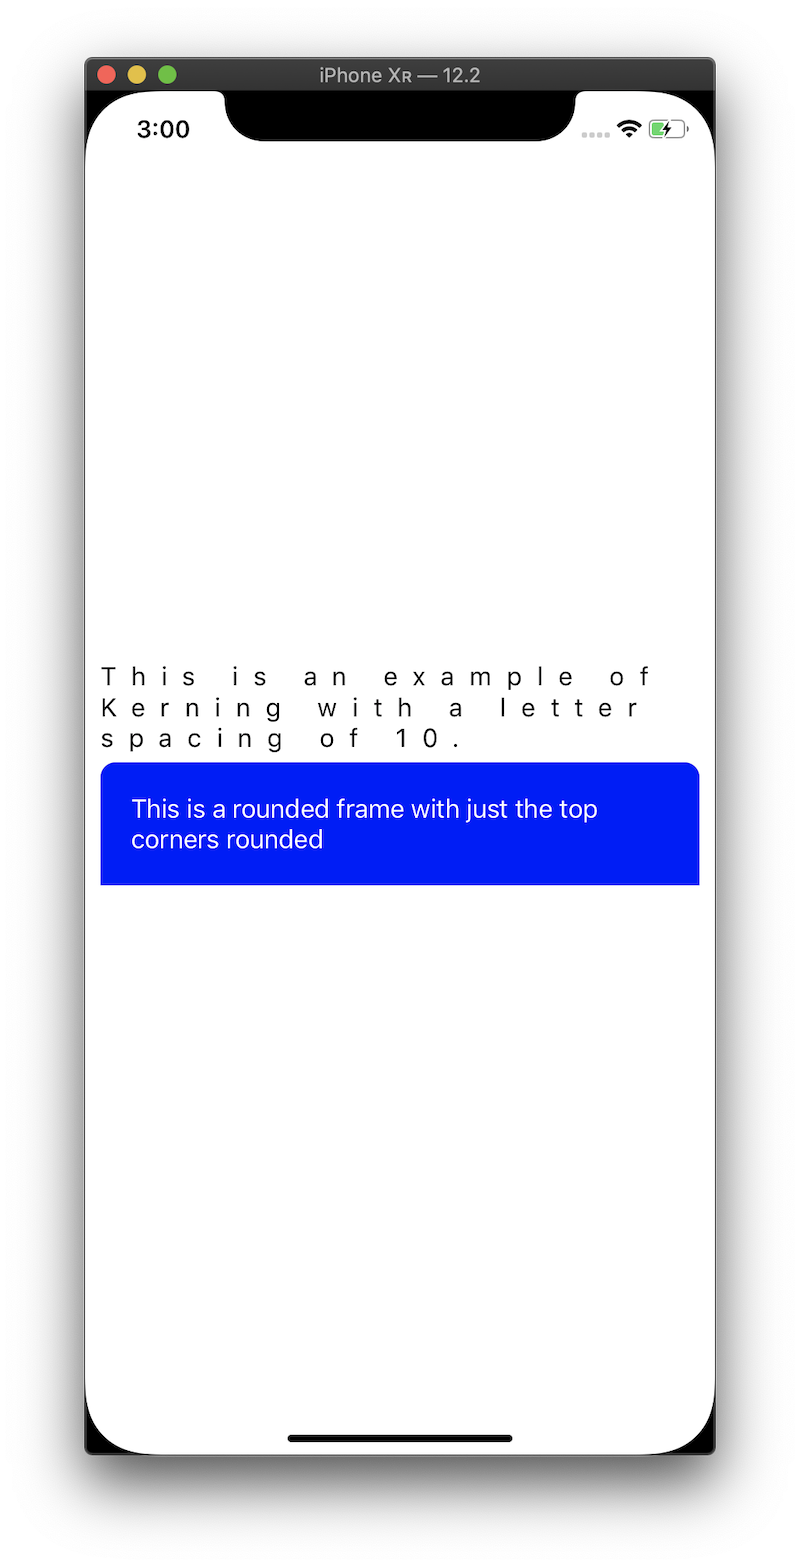 iPhone Xʀ — 12.2
3:00
This is an example of
Kerning with a letter
spacing of 10.
This is a rounded frame with just the top
corners rounded